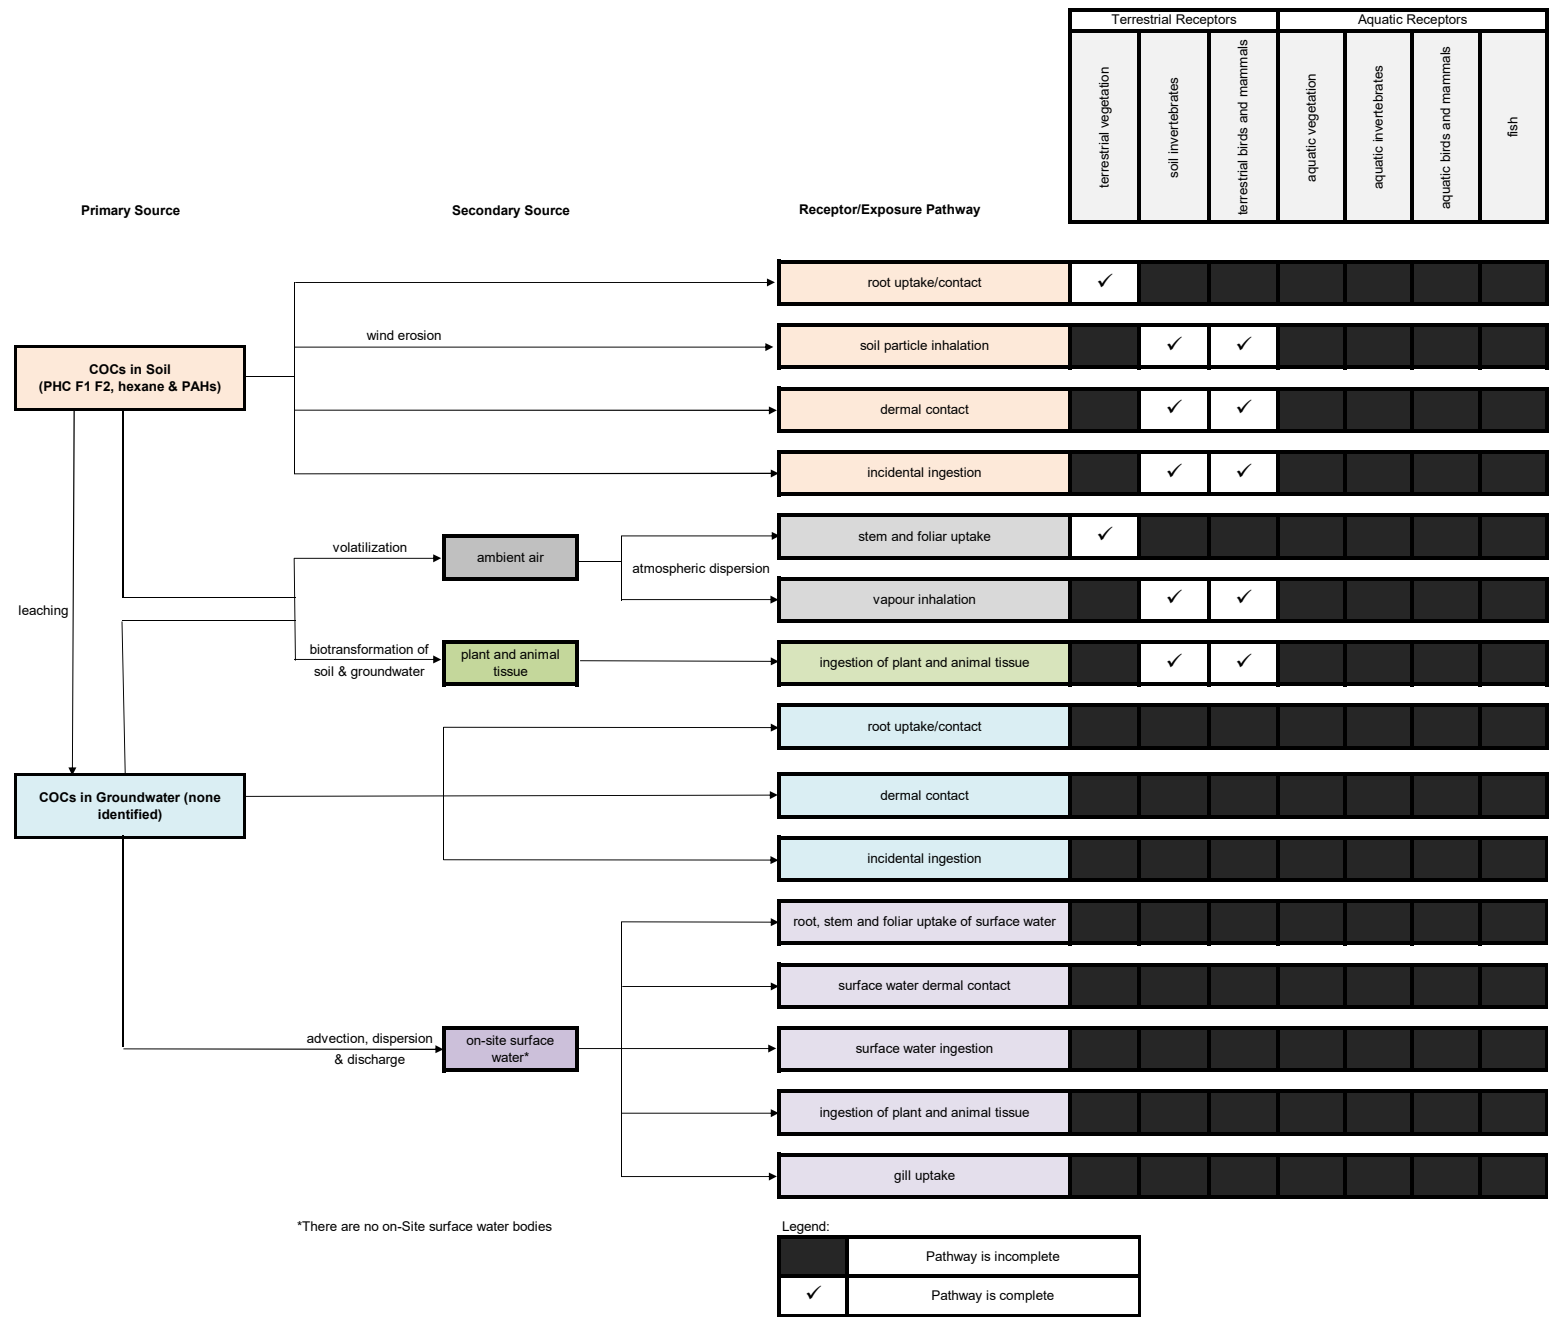 Terrestrial Receptors
Aquatic Receptors
terrestrial vegetation
soil invertebrates
terrestrial birds and mammals
aquatic vegetation
aquatic invertebrates
aquatic birds and mammals
fish
Primary Source
Secondary Source
Receptor/Exposure Pathway
root uptake/contact
✓
wind erosion
soil particle inhalation
✓ ✓
COCs in Soil
(PHC F1 F2, hexane & PAHs)
dermal contact
✓ ✓
incidental ingestion
✓ ✓
stem and foliar uptake
✓
volatilization
ambient air
atmospheric dispersion
vapour inhalation
✓ ✓
leaching
biotransformation of
soil & groundwater
plant and animal
tissue
ingestion of plant and animal tissue
✓ ✓
root uptake/contact
COCs in Groundwater (none
identified)
dermal contact
incidental ingestion
root, stem and foliar uptake of surface water
surface water dermal contact
advection, dispersion
& discharge
on-site surface
water*
surface water ingestion
ingestion of plant and animal tissue
gill uptake
*There are no on-Site surface water bodies
Legend:
Pathway is incomplete
✓
Pathway is complete